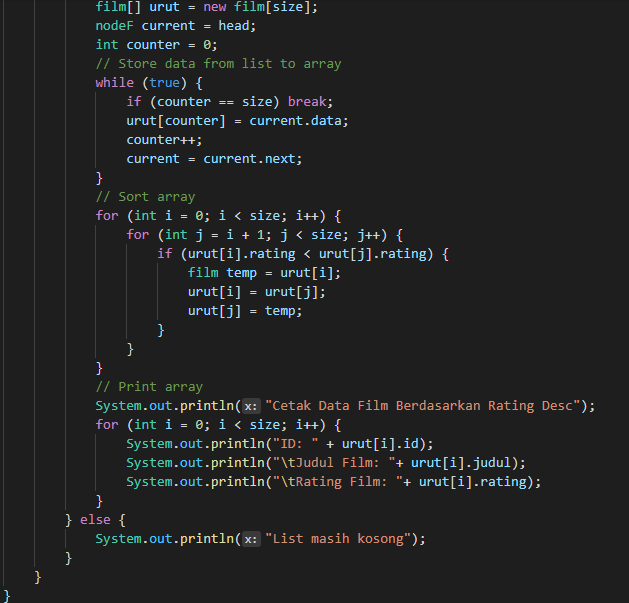 film[] urut = new film[size];
nodeF current = head;
int counter = 0;
// Store data from list to array
while (true) {
if (counter == size) break;
urut[counter] = current.data;
counter++;
current = current.next;
}
// Sort array
for (int i = 0; i < size; i++) {
for (int j = i + 1; j < size; j++) {
if (urut[i].rating < urut[j].rating) {
film temp = urut[i];
urut[i] = urut[j];
urut[j] = temp;
}
}
}
// Print array
System.out.println(x: "Cetak Data Film Berdasarkan Rating Desc");
for (int i = 0; i < size; i++) {
System.out.println("ID: " + urut[i].id);
System.out.println("\tJudul Film: "+ urut[i].judul);
System.out.println("\tRating Film: "+ urut[i].rating);
}
} else {
System.out.println(x: "List masih kosong");
}
}
}